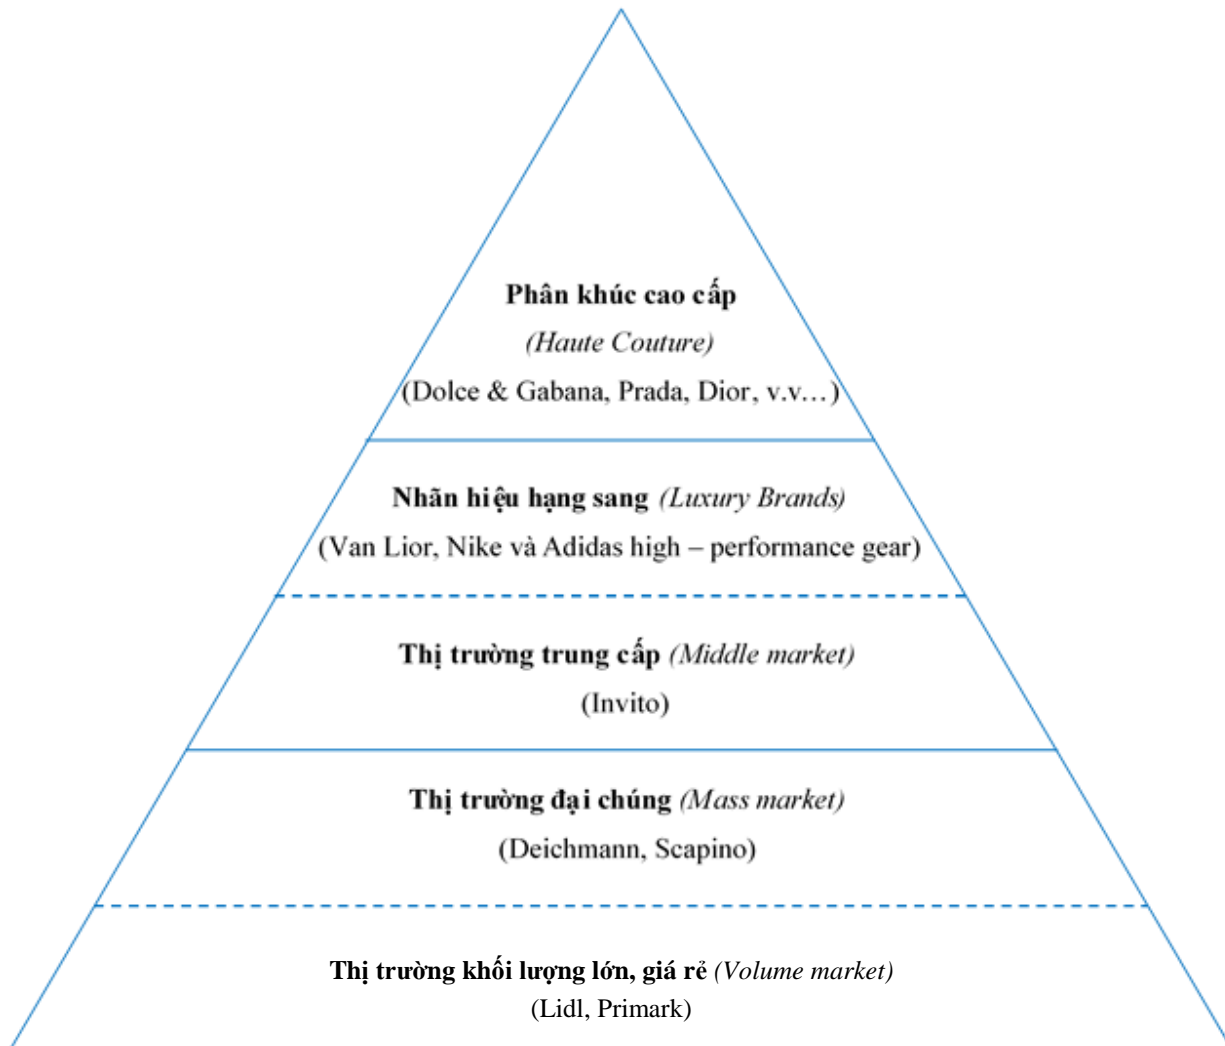 Phân khúc cao cấp
(Haute Couture)
(Dolce & Gabana, Prada, Dior, v.v…)
Nhãn hiệu hạng sang (Luxury Brands)
(Van Lior, Nike và Adidas high – performance gear)
Thị trường trung cấp (Middle market)
(Invito)
Thị trường đại chúng (Mass market)
(Deichmann, Scapino)
Thị trường khối lượng lớn, giá rẻ (Volume market)
(Lidl, Primark)